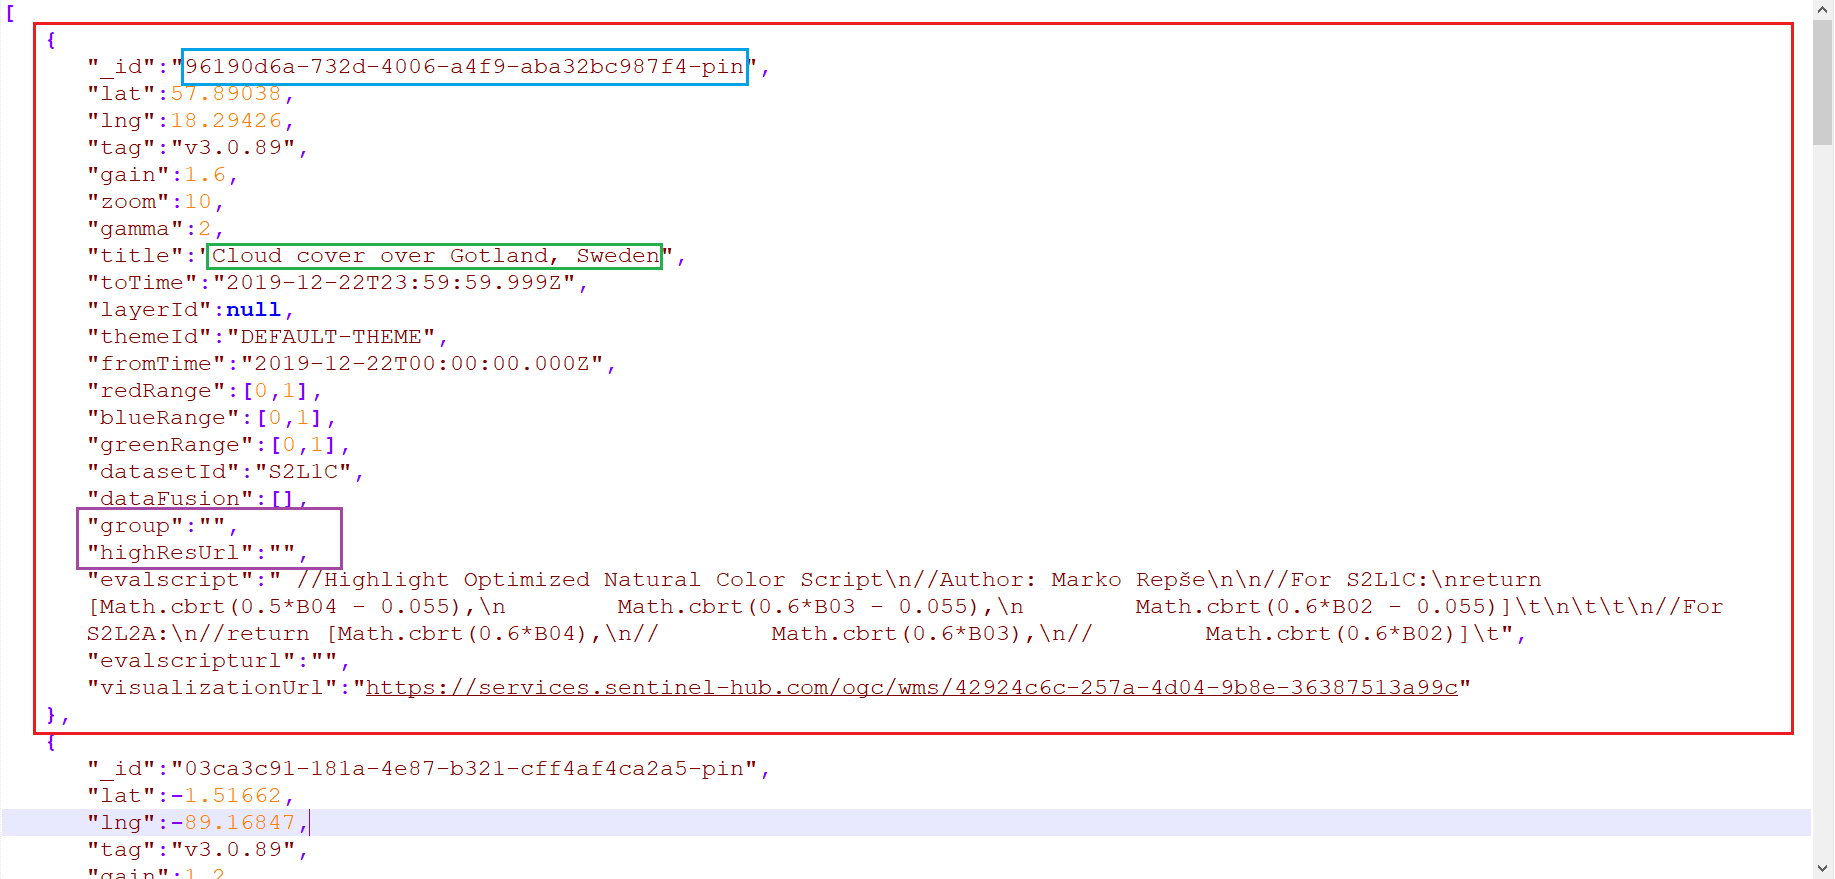 [
{
"_id":"96190d6a-732d-4006-a4f9-aba32bc987f4-pin",
"lat":57.89038,
"lng":18.29426,
"tag":"v3.0.89",
"gain":1.6,
"zoom":10,
"gamma":2,
"title":"Cloud cover over Gotland, Sweden",
"toTime":"2019-12-22T23:59:59.999Z",
"layerId":null,
"themeId":"DEFAULT-THEME",
"fromTime":"2019-12-22T00:00:00.000Z",
"redRange":[0,1],
"blueRange":[0,1],
"greenRange":[0,1],
"datasetId":"S2L1C",
"dataFusion":[],
"group":"",
"highResUrl":"",
"evalscript":" //Highlight Optimized Natural Color Script\n//Author: Marko Repše\n\n//For S2L1C:\nreturn
[Math.cbrt(0.5*B04 - 0.055),\n        Math.cbrt(0.6*B03 - 0.055),\n        Math.cbrt(0.6*B02 - 0.055)]\t\n\t\t\n//For
S2L2A:\n//return [Math.cbrt(0.6*B04),\n//        Math.cbrt(0.6*B03),\n//        Math.cbrt(0.6*B02)]\t",
"evalscripturl":"",
"visualizationUrl":"https://services.sentinel-hub.com/ogc/wms/42924c6c-257a-4d04-9b8e-36387513a99c"
},
{
"_id":"03ca3c91-181a-4e87-b321-cff4af4ca2a5-pin",
"lat":-1.51662,
"lng":-89.16847,
"tag":"v3.0.89",
"gain":1.2